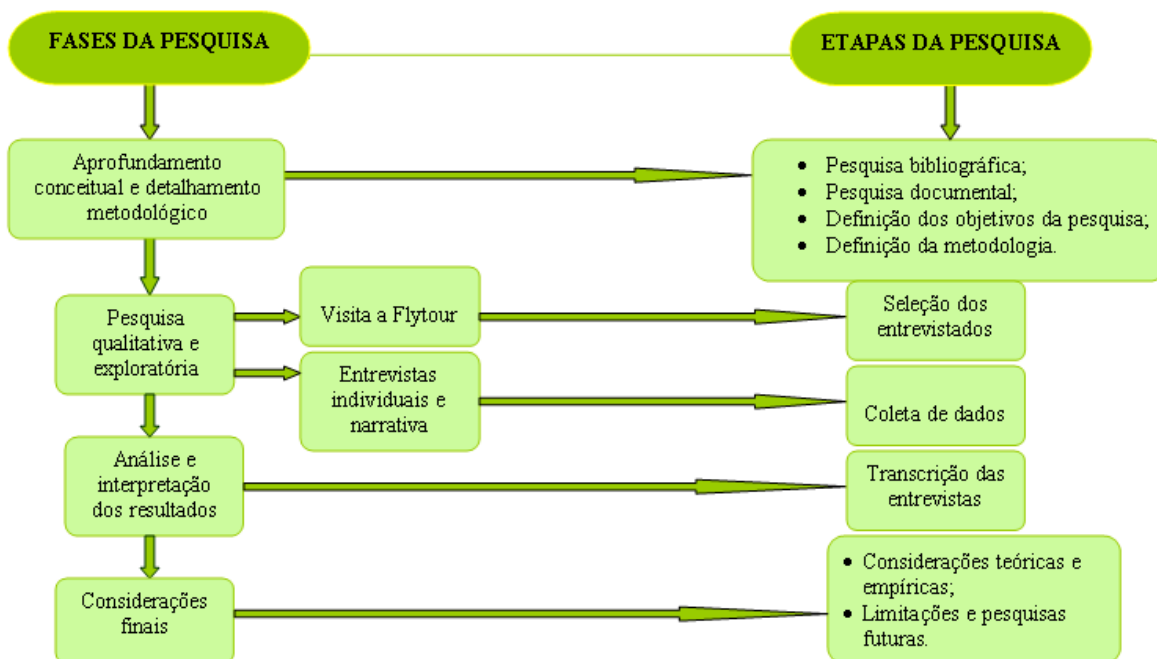 FASES DA PESQUISA
ETAPAS DA PESQUISA
Aprofundamento
conceitual e detalhamento
metodológico
• Pesquisa bibliográfica;
• Pesquisa documental;
• Definição dos objetivos da pesquisa;
• Definição da metodologia.
Pesquisa
qualitativa e
exploratória
Visita a Flytour
Seleção dos
entrevistados
Entrevistas
individuais e
narrativa
Coleta de dados
Análise e
interpretação
dos resultados
Transcrição das
entrevistas
Considerações
finais
• Considerações teóricas e
empíricas;
• Limitações e pesquisas
futuras.